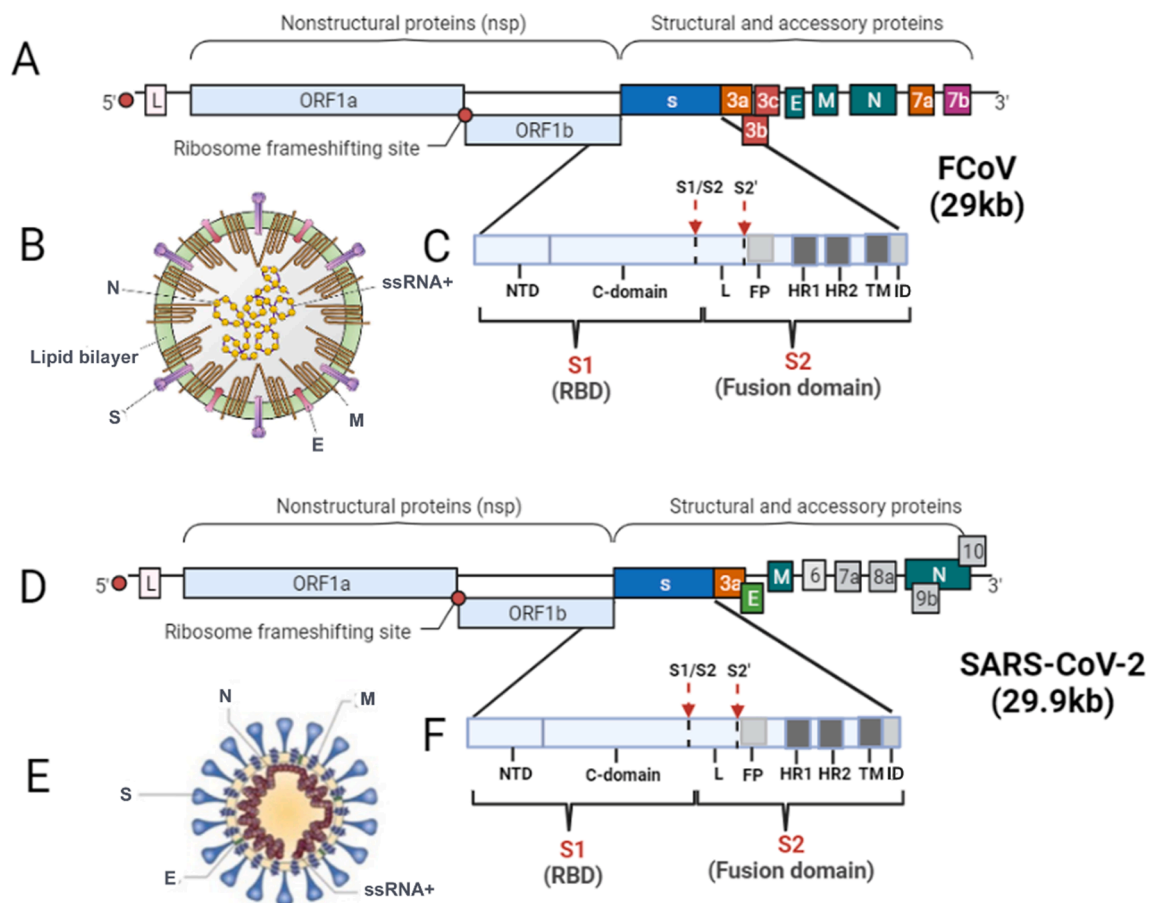 Nonstructural proteins (nsp)
Structural and accessory proteins
A
5'
L
ORF1a
S
3a
3c
E
M
N
7a
7b
3'
ORF1b
3b
Ribosome frameshifting site
FCoV
(29kb)
B
N
ssRNA+
Lipid bilayer
S
M
E
C
S1/S2
S2'
NTD
C-domain
L
FP
HR1
HR2
TM
ID
S1
(RBD)
S2
(Fusion domain)
Nonstructural proteins (nsp)
Structural and accessory proteins
D
5'
L
ORF1a
S
3a
E
M
6
7a
8a
N
10
9b
3'
ORF1b
Ribosome frameshifting site
SARS-CoV-2
(29.9kb)
E
N
M
S
E
ssRNA+
F
S1/S2
S2'
NTD
C-domain
L
FP
HR1
HR2
TM
ID
S1
(RBD)
S2
(Fusion domain)